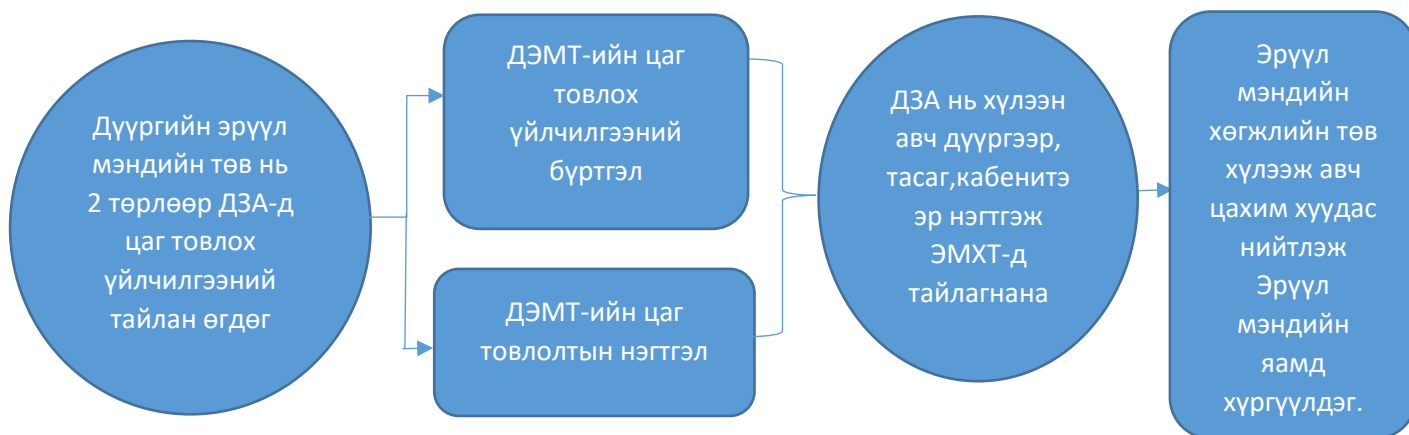 Дүүргийн эрүүл
мэндийн төв нь
2 төрлөөр ДЗА-д
цаг товлох
үйлчилгээний
тайлан өгдөг
ДЭМТ-ийн цаг
товлох
үйлчилгээний
бүртгэл
ДЭМТ-ийн цаг
товлолтын нэгтгэл
ДЗА нь хүлээн
авч дүүргээр,
тасаг,кабенитэ
эр нэгтгэж
ЭМХТ-д
тайлагнана
Эрүүл
мэндийн
хөгжлийн төв
хүлээж авч
цахим хуудас
нийтлэж
Эрүүл
мэндийн
яамд
хүргүүлдэг.